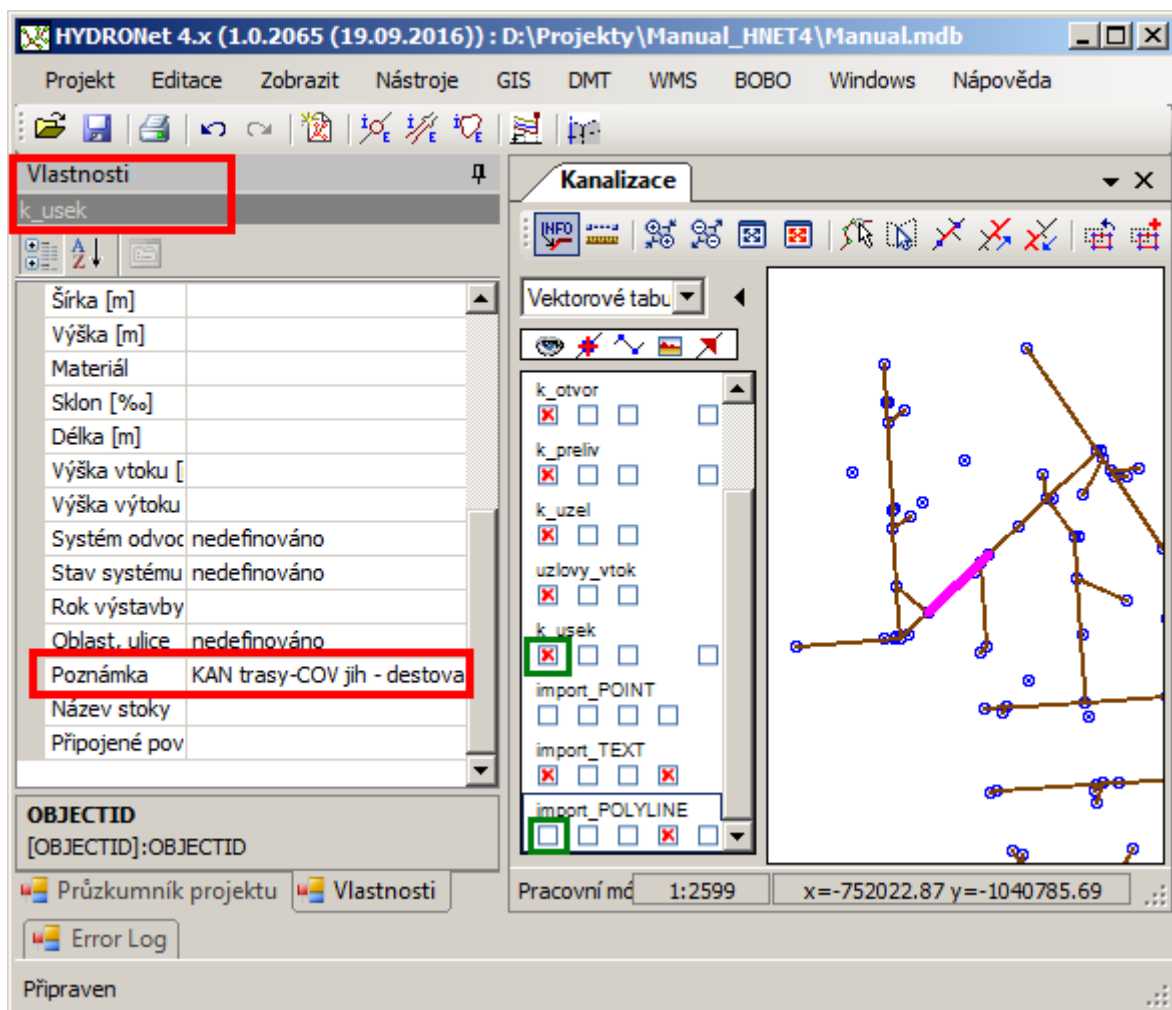 HYDRONet 4.x (1.0.2065 (19.09.2016)) : D:\Projekty\Manual_HNET4\Manual.mdb
Projekt Editace Zobrazit Nástroje GIS DMT WMS BOBO Windows Nápověda
Vlastnosti
k_usek
Šírka [m]
Výška [m]
Materiál
Sklon [‰]
Délka [m]
Výška vtoku [
Výška výtoku
Systém odvoc nedefinováno
Stav systému nedefinováno
Rok výstavby
Oblast, ulice nedefinováno
Poznámka KAN trasy-COV jih - destova
Název stoky
Připojené pov
OBJECTID
[OBJECTID]:OBJECTID
Průzkumník projektu Vlastnosti
Kanalizace
INFO
Vektorové tabu
k_otvor
k_preliv
k_uzel
uzlovy_vtok
k_usek
import_POINT
import_TEXT
import_POLYLINE
Pracovní mó 1:2599 x=-752022.87 y=-1040785.69
Error Log
Připraven